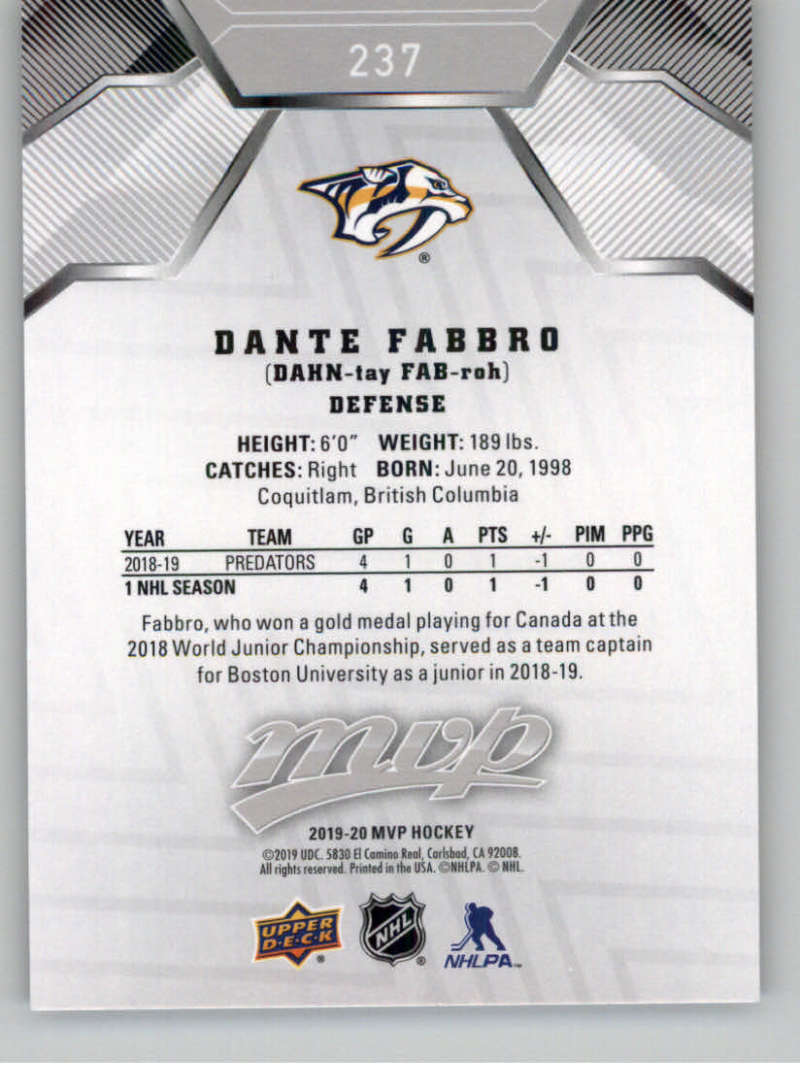 237
®
DANTE FABBRO
(DAHN-tay FAB-roh)
DEFENSE
HEIGHT: 6'0" WEIGHT: 189 lbs.
CATCHES: Right BORN: June 20, 1998
Coquitlam, British Columbia
YEAR TEAM GP G A PTS +/- PIM PPG
2018-19 PREDATORS 4 1 0 1 -1 0 0
1 NHL SEASON 4 1 0 1 -1 0 0
Fabbro, who won a gold medal playing for Canada at the
2018 World Junior Championship, served as a team captain
for Boston University as a junior in 2018-19.
mvp
2019-20 MVP HOCKEY
©2019 UDC. 5830 El Camino Real, Carlsbad, CA 92008.
All rights reserved. Printed in the USA. ©NHLPA. © NHL.
UPPER D·E·C·K ® NHL ® NHLPA™